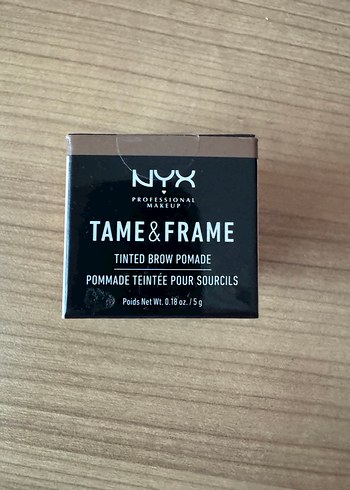 NYX
PROFESSIONAL
MAKEUP
TAME&FRAME
TINTED BROW POMADE
POMMADE TEINTÉE POUR SOURCILS
Poids Net Wt. 0.18 oz. / 5 g